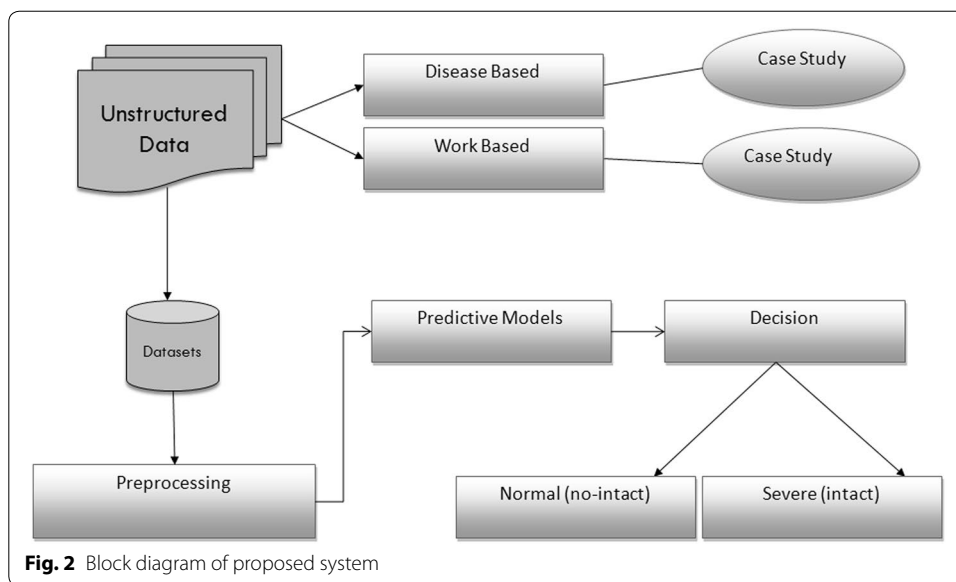 Unstructured
Data
Disease Based
Case Study
Work Based
Case Study
Datasets
Predictive Models
Decision
Preprocessing
Normal (no-intact)
Severe (intact)
Fig. 2 Block diagram of proposed system